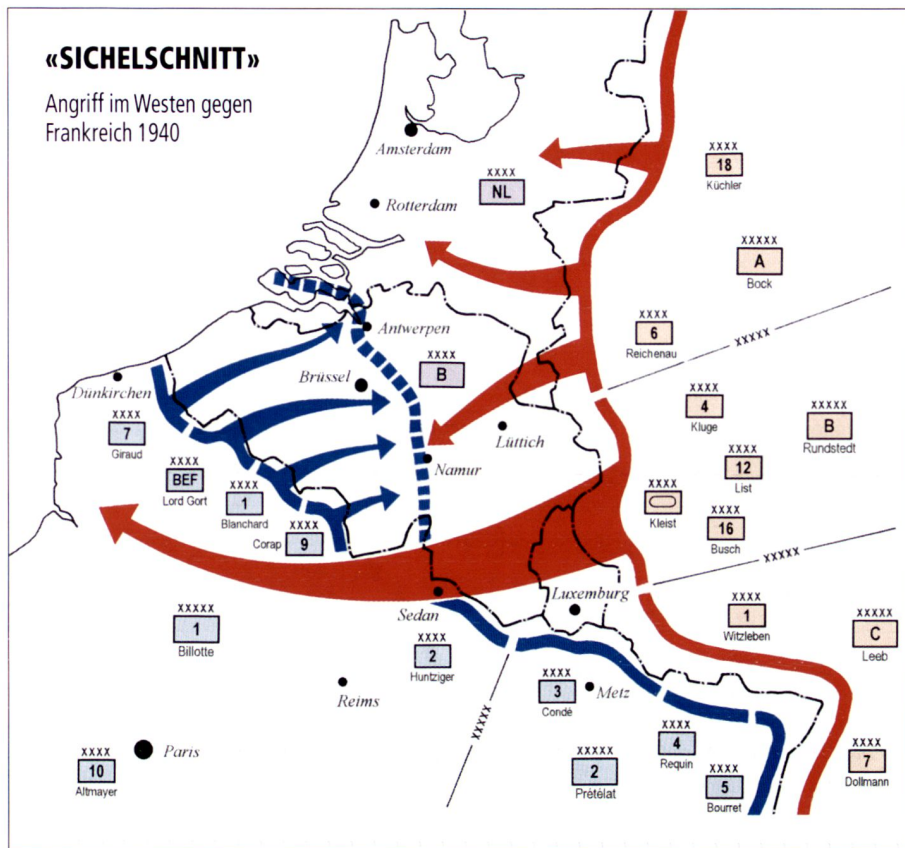 «SICHELSCHNITT»
Angriff im Westen gegen
Frankreich 1940
Amsterdam
Rotterdam
XXXX
NL
XXXX
18
Küchler
XXXXX
A
Bock
XXXX
6
Reichenau
XXXXX
Antwerpen
Brüssel
XXXX
B
Dünkirchen
XXXX
7
Giraud
Lüttich
Namur
XXXX
4
Kluge
XXXXX
B
Rundstedt
XXXX
12
List
XXXX
Kleist
XXXX
16
Busch
XXXX
BEF
Lord Gort
XXXX
1
Blanchard
XXXX
Corap
9
XXXXX
XXXXX
1
Billotte
Sedan
Luxemburg
XXXX
1
Witzleben
XXXXX
C
Leeb
XXXX
2
Huntziger
Reims
XXXX
3
Condé
Metz
XXXXX
Paris
XXXX
10
Altmayer
XXXXX
2
Prételat
XXXX
4
Requin
XXXX
5
Bourret
XXXX
7
Dollmann